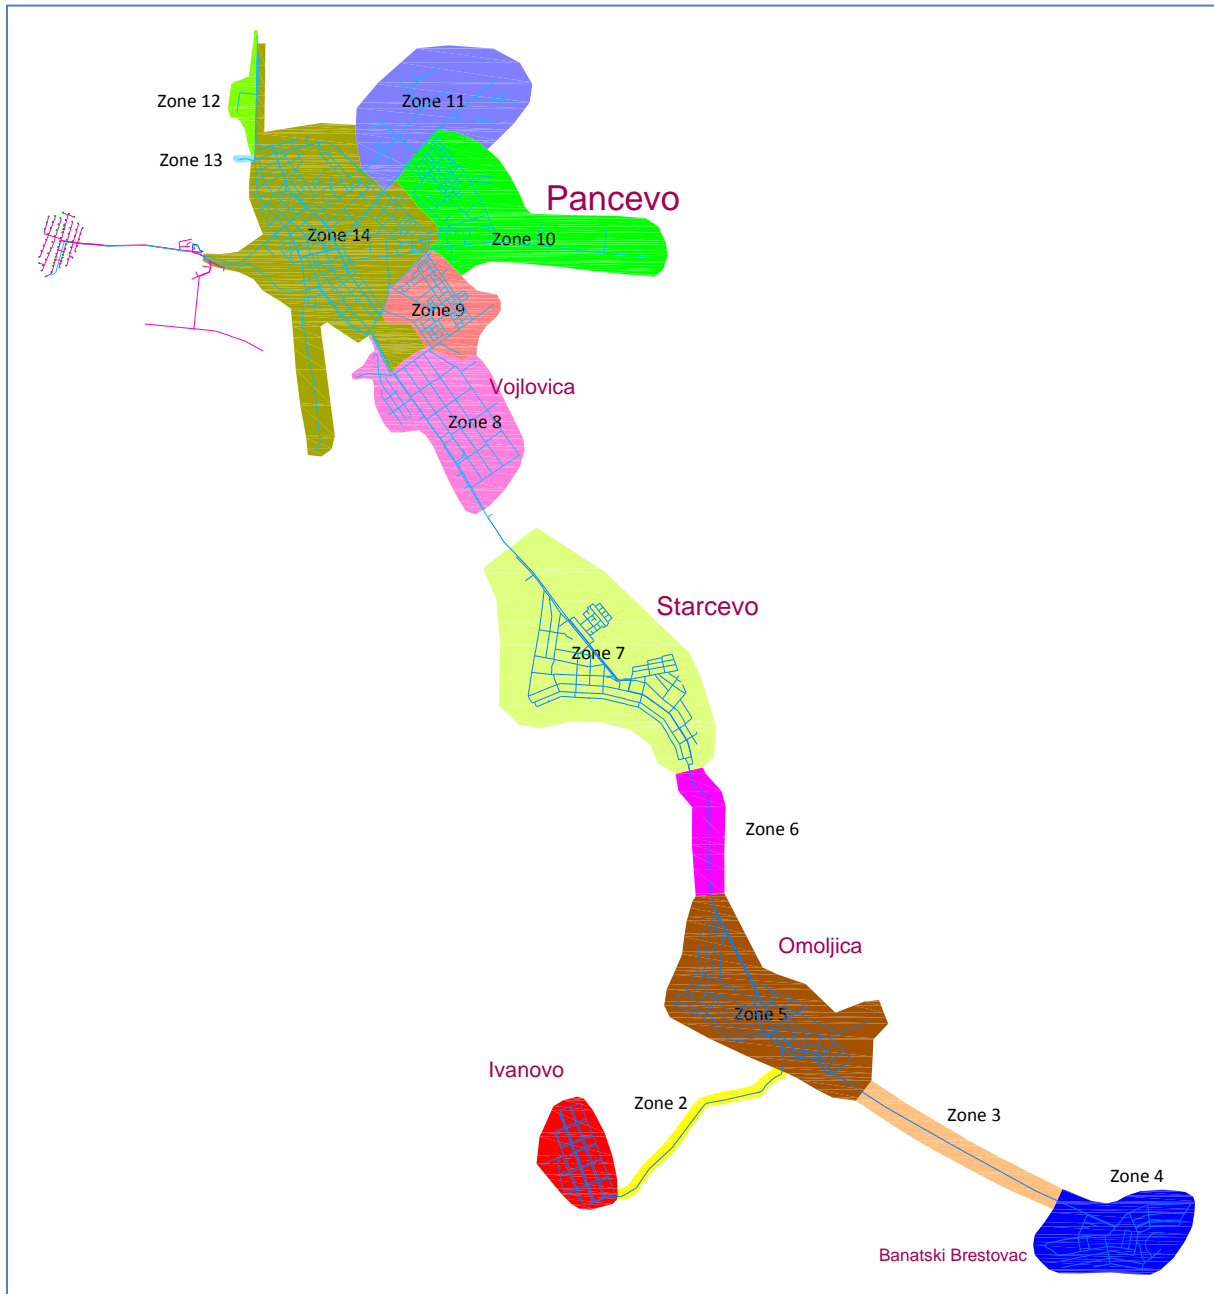 Zone 12
Zone 11
Zone 13
Pancevo
Zone 14
Zone 10
Zone 9
Vojlovica
Zone 8
Starcevo
Zone 7
Zone 6
Omoljica
Zone 5
Ivanovo
Zone 2
Zone 3
Zone 4
Banatski Brestovac